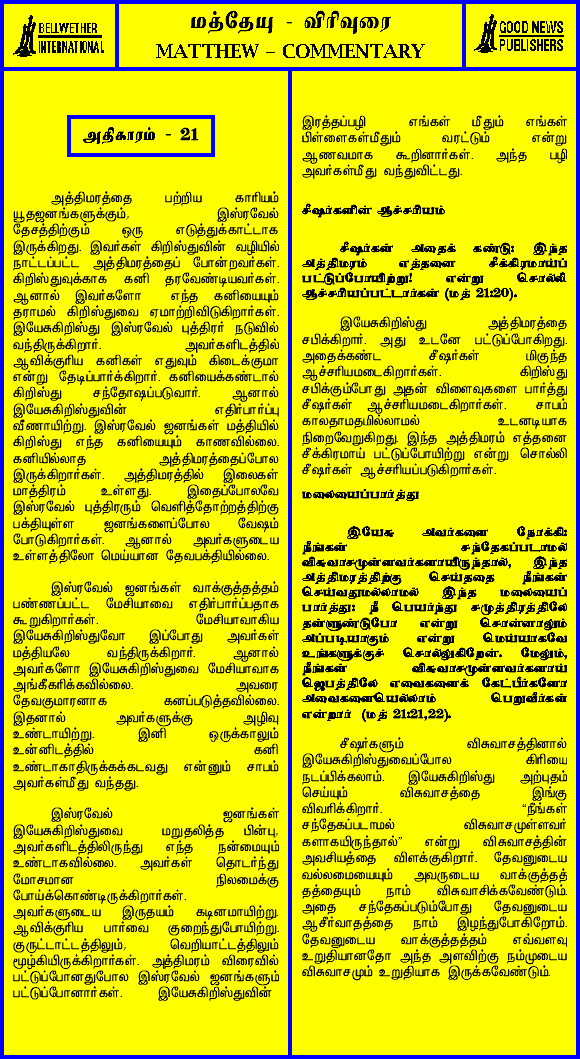 BELLWETHER
INTERNATIONAL
மத்தேயு - விரிவுரை
MATTHEW – COMMENTARY
GOOD NEWS
PUBLISHERS
அதிகாரம் - 21
அத்திமரத்தை பற்றிய காரியம்
யூதஜனங்களுக்கும், இஸ்ரவேல்
தேசத்திற்கும் ஒரு எடுத்துக்காட்டாக
இருக்கிறது. இவர்கள் கிறிஸ்துவின் வழியில்
நாட்டப்பட்ட அத்திமரத்தைப் போன்றவர்கள்.
கிறிஸ்துவுக்காக கனி தரவேண்டியவர்கள்.
ஆனால் இவர்களோ எந்த கனியையும்
தராமல் கிறிஸ்துவை ஏமாற்றிவிடுகிறார்கள்.
இயேசுகிறிஸ்து இஸ்ரவேல் புத்திரர் நடுவில்
வந்திருக்கிறார். அவர்களிடத்தில்
ஆவிக்குரிய கனிகள் எதுவும் கிடைக்குமா
என்று தேடிப்பார்க்கிறார். கனியைக்கண்டால்
கிறிஸ்து சந்தோஷப்படுவார். ஆனால்
இயேசுகிறிஸ்துவின் எதிர்பார்ப்பு
வீணாயிற்று. இஸ்ரவேல் ஜனங்கள் மத்தியில்
கிறிஸ்து எந்த கனியையும் காணவில்லை.
கனியில்லாத அத்திமரத்தைப்போல
இருக்கிறார்கள். அத்திமரத்தில் இலைகள்
மாத்திரம் உள்ளது. இதைப்போலவே
இஸ்ரவேல் புத்திரரும் வெளித்தோற்றத்திற்கு
பக்தியுள்ள ஜனங்களைப்போல வேஷம்
போடுகிறார்கள். ஆனால் அவர்களுடைய
உள்ளத்திலோ மெய்யான தேவபக்தியில்லை.
இஸ்ரவேல் ஜனங்கள் வாக்குத்தத்தம்
பண்ணப்பட்ட மேசியாவை எதிர்பார்ப்பதாக
கூறுகிறார்கள். மேசியாவாகிய
இயேசுகிறிஸ்துவோ இப்போது அவர்கள்
மத்தியலே வந்திருக்கிறார். ஆனால்
அவர்களோ இயேசுகிறிஸ்துவை மேசியாவாக
அங்கீகரிக்கவில்லை. அவரை
தேவகுமாரனாக கனப்படுத்தவில்லை.
இதனால் அவர்களுக்கு அழிவு
உண்டாயிற்று. இனி ஒருக்காலும்
உன்னிடத்தில் கனி
உண்டாகாதிருக்கக்கடவது என்னும் சாபம்
அவர்கள்மீது வந்தது.
இஸ்ரவேல் ஜனங்கள்
இயேசுகிறிஸ்துவை மறுதலித்த பின்பு,
அவர்களிடத்திலிருந்து எந்த நன்மையும்
உண்டாகவில்லை. அவர்கள் தொடர்ந்து
மோசமான நிலமைக்கு
போய்க்கொண்டிருக்கிறார்கள்.
அவர்களுடைய இருதயம் கடினமாயிற்று.
ஆவிக்குரிய பார்வை குறைந்துபோயிற்று.
குருட்டாட்டத்திலும், வெறியாட்டத்திலும்
மூழ்கியிருக்கிறார்கள். அத்திமரம் விரைவில்
பட்டுப்போனதுபோல இஸ்ரவேல் ஜனங்களும்
பட்டுப்போனார்கள். இயேசுகிறிஸ்துவின்
இரத்தப்பழி எங்கள் மீதும் எங்கள்
பிள்ளைகள்மீதும் வரட்டும் என்று
ஆணவமாக கூறினார்கள். அந்த பழி
அவர்கள்மீது வந்துவிட்டது.
சீஷர்களின் ஆச்சரியம்
சீஷர்கள் அதைக் கண்டு: இந்த
அத்திமரம் எத்தனை சீக்கிரமாய்ப்
பட்டுப்போயிற்று! என்று சொல்லி
ஆச்சரியப்பட்டார்கள் (மத் 21:20).
இயேசுகிறிஸ்து அத்திமரத்தை
சபிக்கிறார். அது உடனே பட்டுப்போகிறது.
அதைக்கண்ட சீஷர்கள் மிகுந்த
ஆச்சரியமடைகிறார்கள். கிறிஸ்து
சபிக்கும்போது அதன் விளைவுகளை பார்த்து
சீஷர்கள் ஆச்சரியமடைகிறார்கள். சாபம்
காலதாமதமில்லாமல் உடனடியாக
நிறைவேறுகிறது. இந்த அத்திமரம் எத்தனை
சீக்கிரமாய் பட்டுப்போயிற்று என்று சொல்லி
சீஷர்கள் ஆச்சரியப்படுகிறார்கள்.
மலையைப்பார்த்து
இயேசு அவர்களை நோக்கி:
நீங்கள் சந்தேகப்படாமல்
விசுவாசமுள்ளவர்களாயிருந்தால், இந்த
அத்திமரத்திற்கு செய்ததை நீங்கள்
செய்வதுமல்லாமல் இந்த மலையைப்
பார்த்து: நீ பெயர்ந்து சமுத்திரத்திலே
தள்ளுண்டுபோ என்று சொன்னாலும்
அப்படியாகும் என்று மெய்யாகவே
உங்களுக்குச் சொல்லுகிறேன். மேலும்,
நீங்கள் விசுவாசமுள்ளவர்களாய்
ஜெபத்திலே எவைகளைக் கேட்பீர்களோ
அவைகளையெல்லாம் பெறுவீர்கள்
என்றார் (மத் 21:21,22).
சீஷர்களும் விசுவாசத்தினால்
இயேசுகிறிஸ்துவைப்போல கிரியை
நடப்பிக்கலாம். இயேசுகிறிஸ்து அற்புதம்
செய்யும் விசுவாசத்தை இங்கு
விவரிக்கிறார். “நீங்கள்
சந்தேகப்படாமல் விசுவாசமுள்ளவர்
களாகயிருந்தால்” என்று விசுவாசத்தின்
அவசியத்தை விளக்குகிறார். தேவனுடைய
வல்லமையையும் அவருடைய வாக்குத்தத்
தத்தையும் நாம் விசுவாசிக்கவேண்டும்.
அதை சந்தேகப்படும்போது தேவனுடைய
ஆசீர்வாதத்தை நாம் இழந்துபோகிறோம்.
தேவனுடைய வாக்குத்தத்தம் எவ்வளவு
உறுதியானதோ அந்த அளவிற்கு நம்முடைய
விசுவாசமும் உறுதியாக இருக்கவேண்டும்.